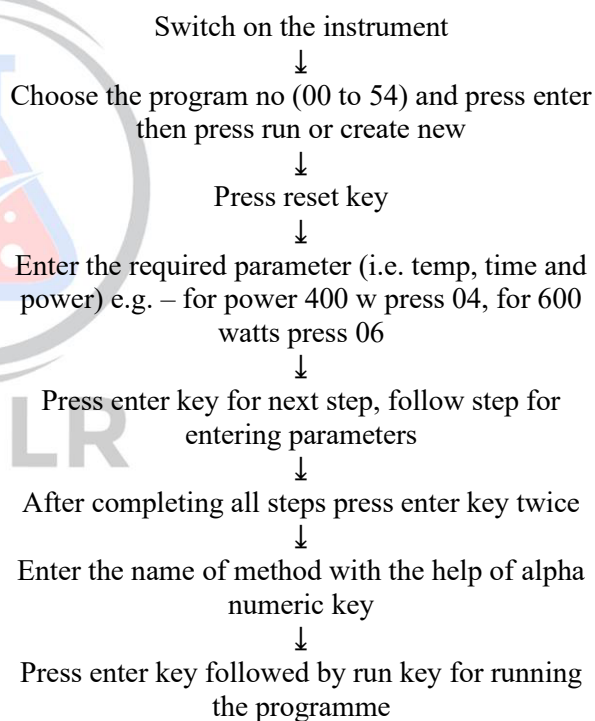 Switch on the instrument
↓
Choose the program no (00 to 54) and press enter
then press run or create new
↓
Press reset key
↓
Enter the required parameter (i.e. temp, time and
power) e.g. – for power 400 w press 04, for 600
watts press 06
↓
Press enter key for next step, follow step for
entering parameters
↓
After completing all steps press enter key twice
↓
Enter the name of method with the help of alpha
numeric key
↓
Press enter key followed by run key for running
the programme
LR